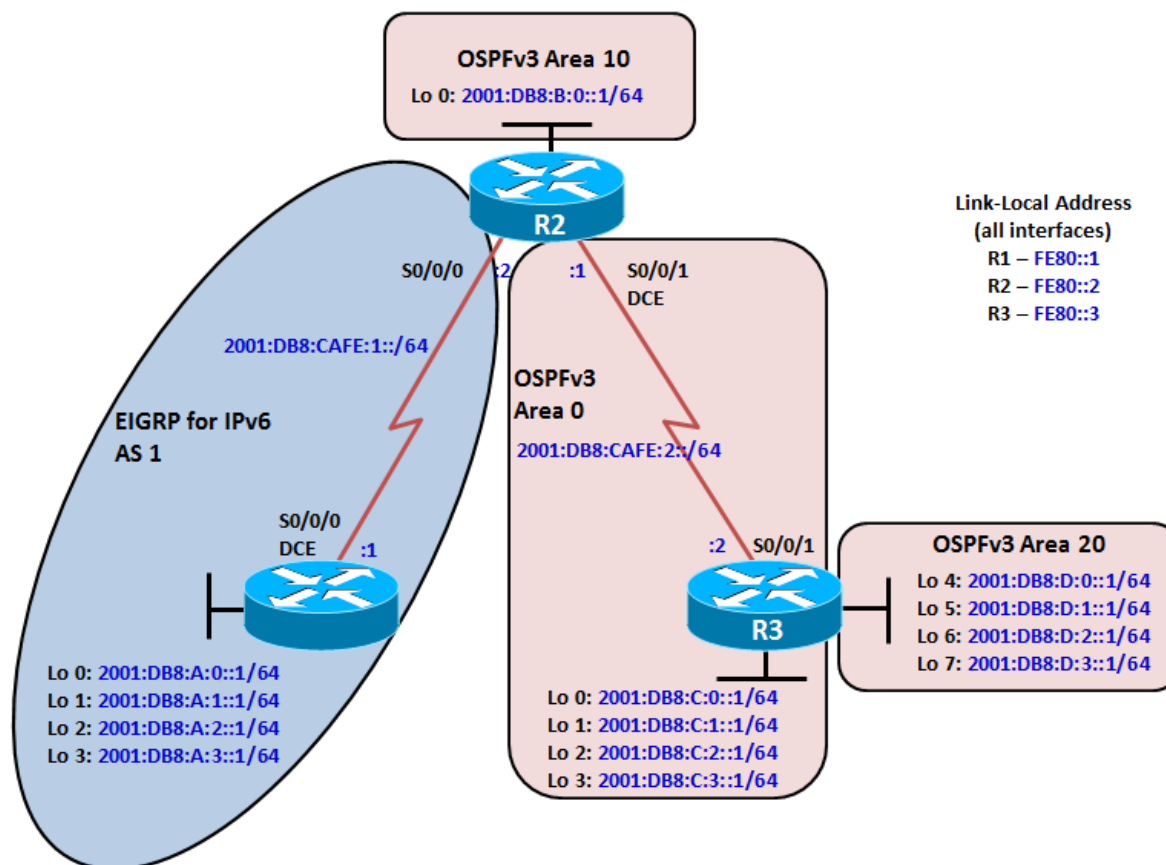 OSPFv3 Area 10
Lo 0: 2001:DB8:B:0::1/64
R2
Link-Local Address
(all interfaces)
R1 – FE80::1
R2 – FE80::2
R3 – FE80::3
S0/0/0
:2
:1
S0/0/1
DCE
2001:DB8:CAFE:1::/64
OSPFv3
Area 0
EIGRP for IPv6
AS 1
2001:DB8:CAFE:2::/64
S0/0/0
DCE
:1
:2
S0/0/1
R3
OSPFv3 Area 20
Lo 4: 2001:DB8:D:0::1/64
Lo 5: 2001:DB8:D:1::1/64
Lo 6: 2001:DB8:D:2::1/64
Lo 7: 2001:DB8:D:3::1/64
Lo 0: 2001:DB8:A:0::1/64
Lo 1: 2001:DB8:A:1::1/64
Lo 2: 2001:DB8:A:2::1/64
Lo 3: 2001:DB8:A:3::1/64
Lo 0: 2001:DB8:C:0::1/64
Lo 1: 2001:DB8:C:1::1/64
Lo 2: 2001:DB8:C:2::1/64
Lo 3: 2001:DB8:C:3::1/64